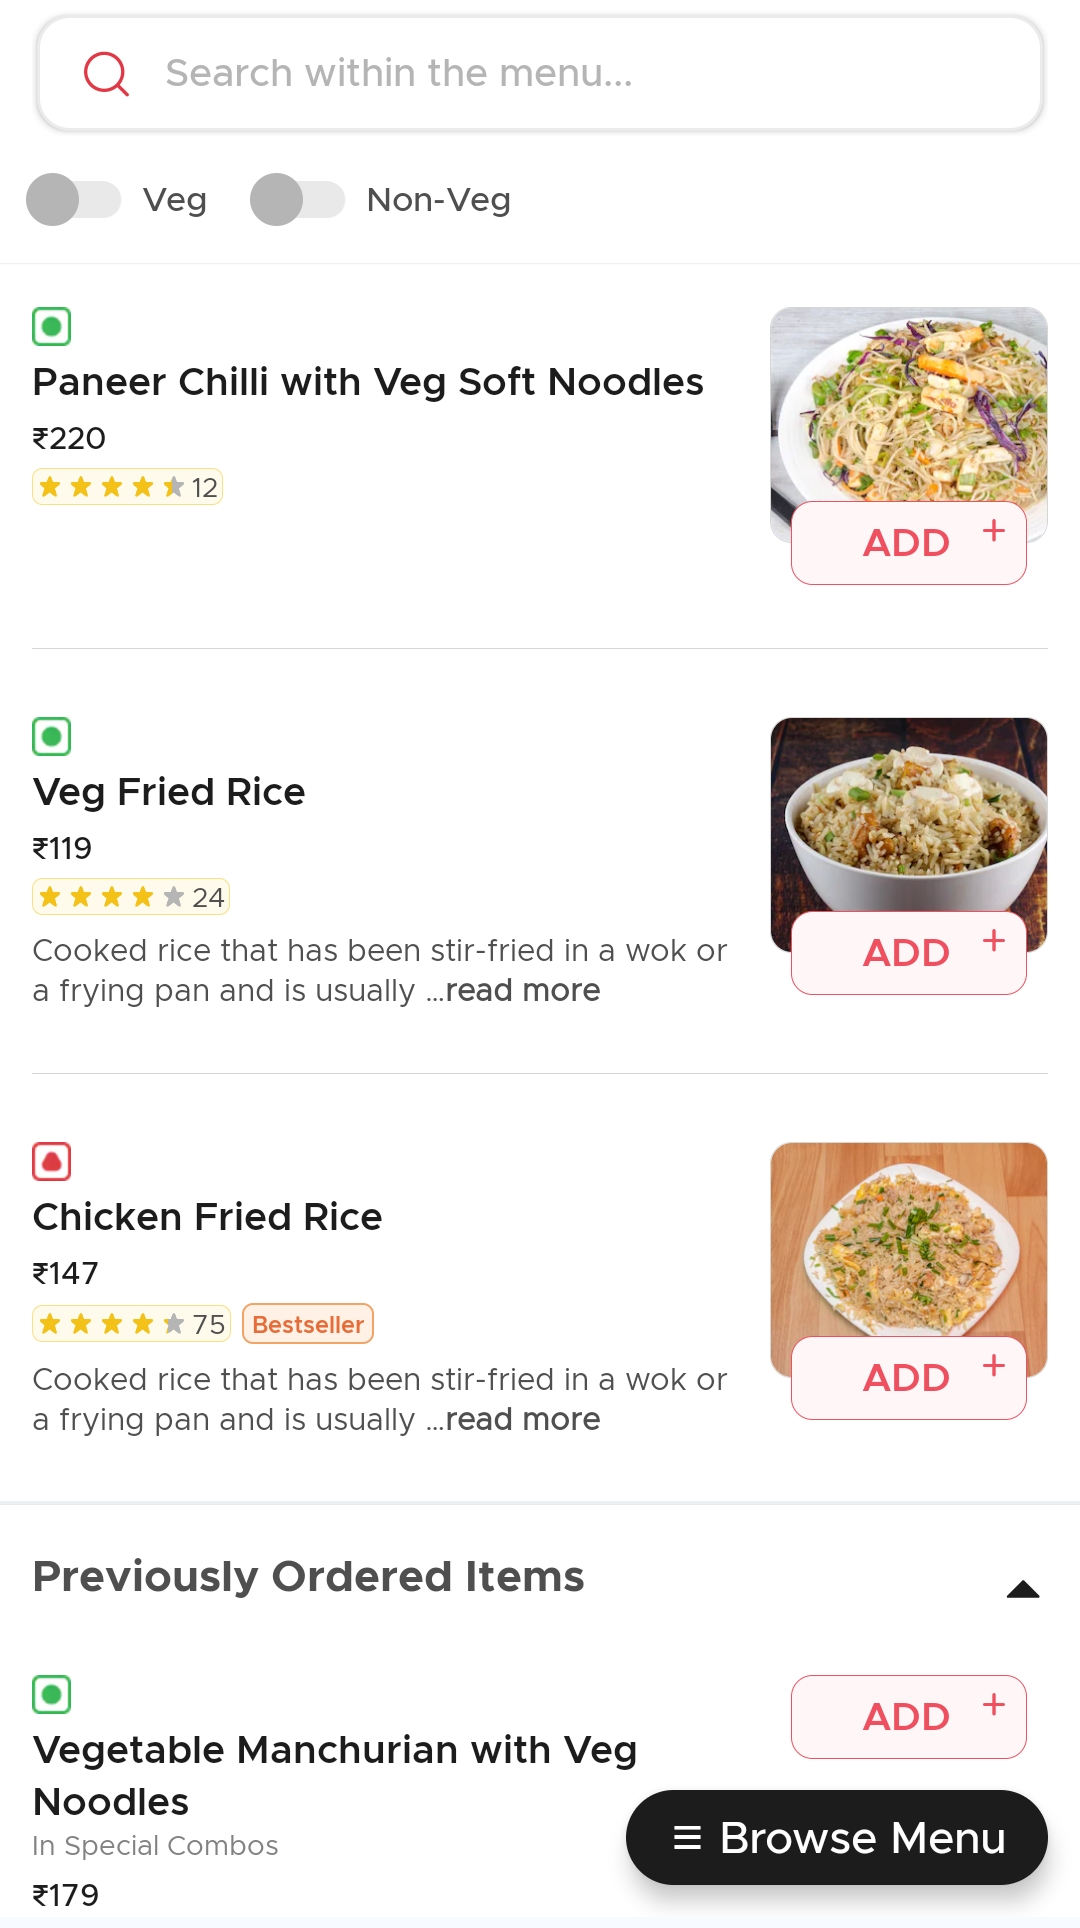 Search within the menu...
Veg
Non-Veg
Paneer Chilli with Veg Soft Noodles
₹220
12
ADD +
Veg Fried Rice
₹119
24
Cooked rice that has been stir-fried in a wok or
a frying pan and is usually ...read more
ADD +
Chicken Fried Rice
₹147
75 Bestseller
Cooked rice that has been stir-fried in a wok or
a frying pan and is usually ...read more
ADD +
Previously Ordered Items
Vegetable Manchurian with Veg
Noodles
In Special Combos
₹179
ADD +
Browse Menu